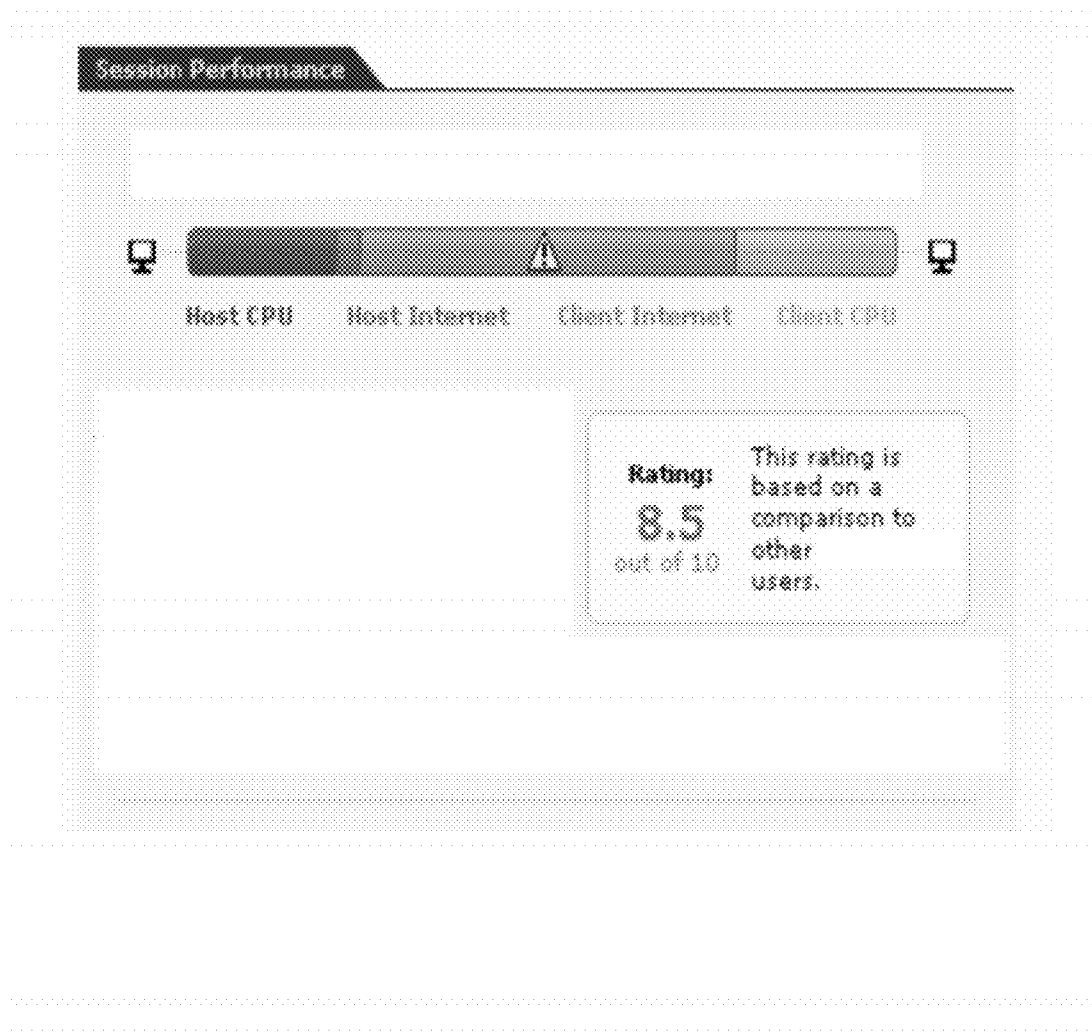 Session Performance
Host CPU Host Internet Client Internet Client CPU
Rating:
8.5
out of 10
This rating is
based on a
comparison to
other
users.